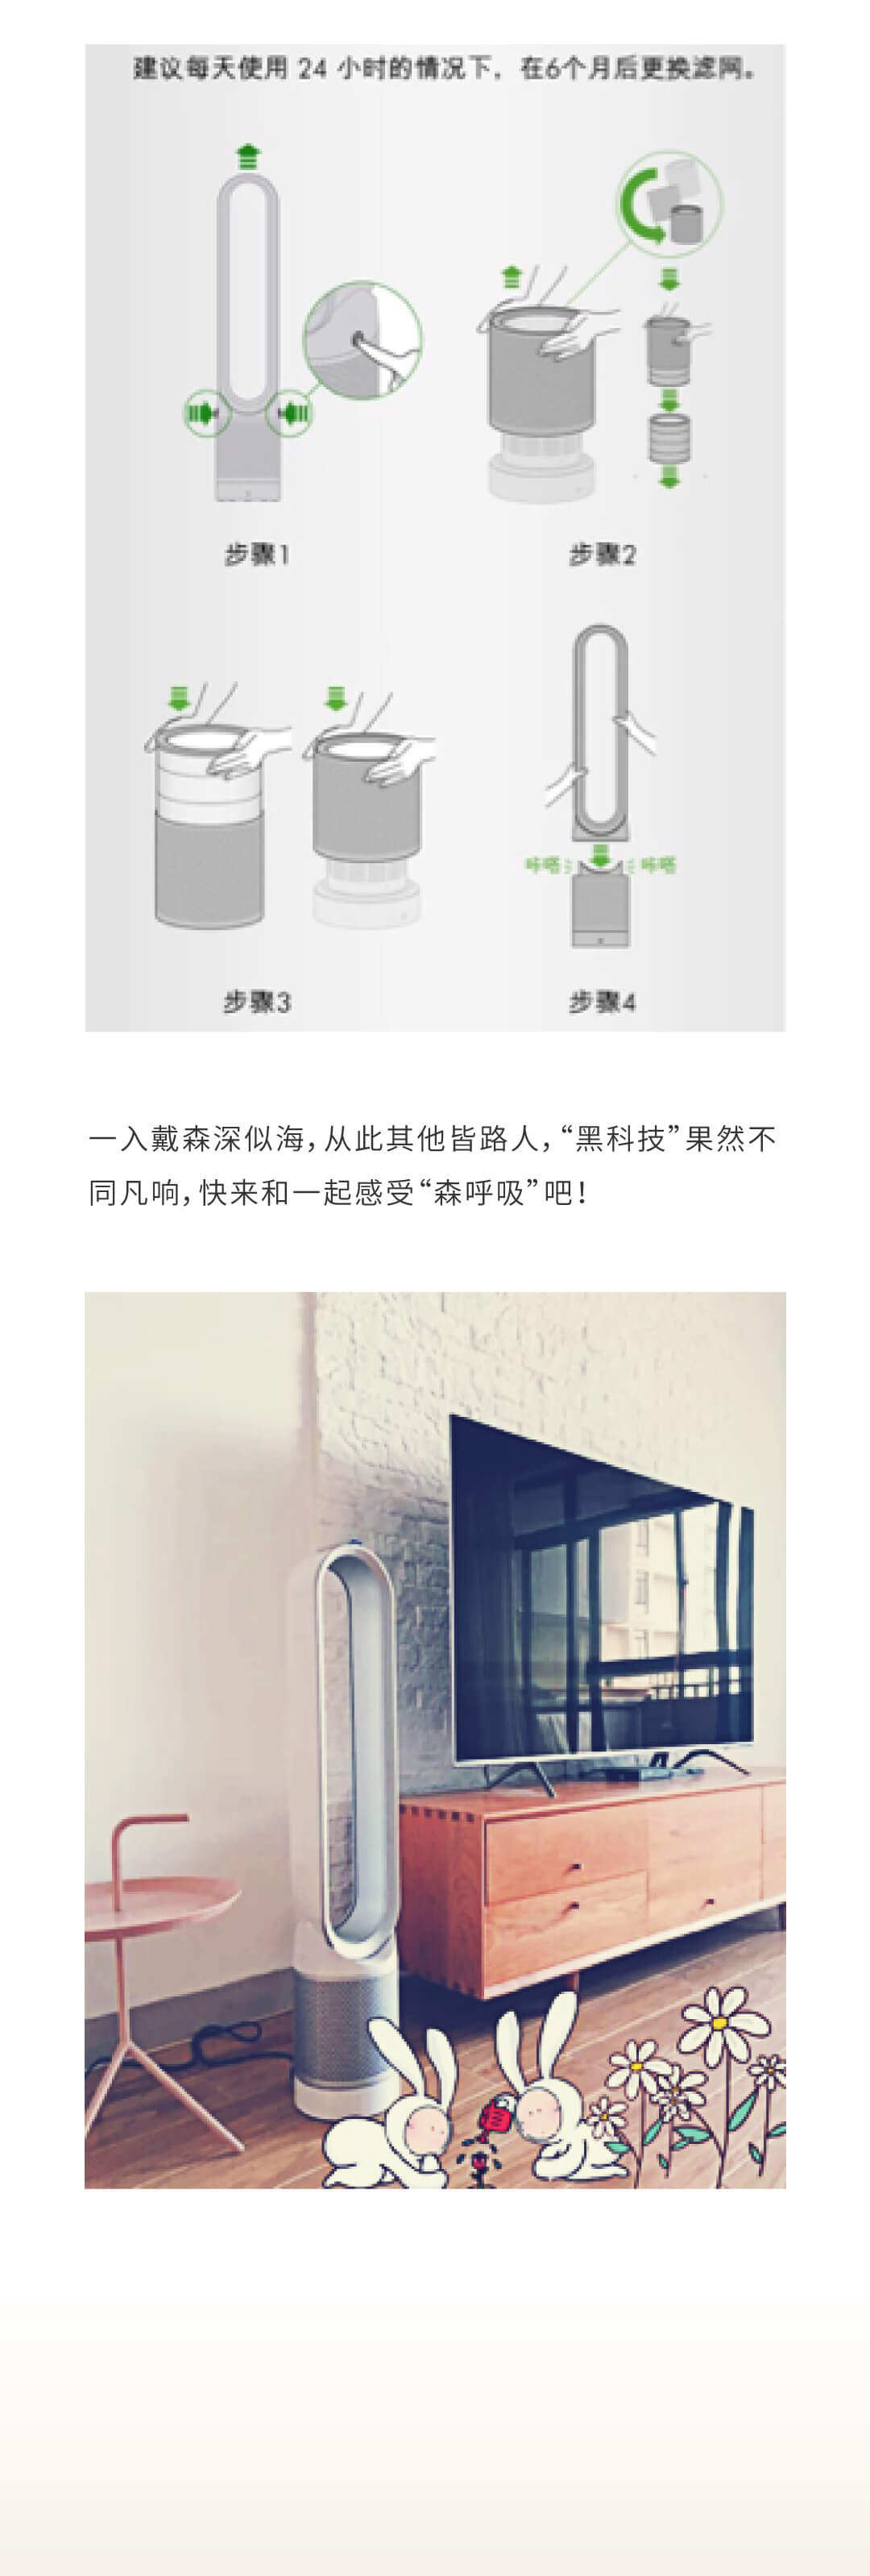 建议每天使用 24 小时的情况下，在6个月后更换滤网。
步骤1
步骤2
咔嗒 咔嗒
步骤3
步骤4
一入戴森深似海，从此其他皆路人，“黑科技”果然不
同凡响，快来和一起感受“森呼吸”吧！